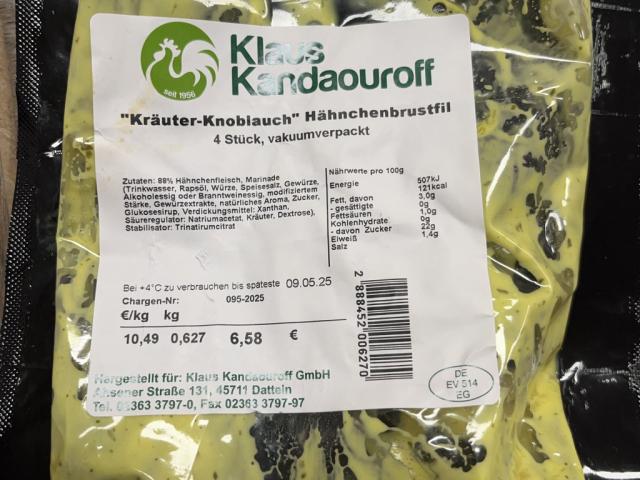 Klaus
Kandaouroff
seit 1956
"Kräuter-Knoblauch" Hähnchenbrustfil
4 Stück, vakuumverpackt
Zutaten: 88% Hähnchenfleisch, Marinade
(Trinkwasser, Rapsöl, Würze, Speisesalz, Gewürze,
Alkoholessig oder Branntweinessig, modifiziertem
Stärke, Gewürzextrakte, natürliches Aroma, Zucker,
Glukosesirup, Verdickungsmittel: Xanthan,
Säureregulator: Natriumacetat, Kräuter, Dextrose),
Stabilisator: Trinatirumcitrat
Nährwerte pro 100g
Energie 507kJ
121kcal
Fett, davon 3,0g
- gesättigte 0g
Fettsäuren 1,0g
Kohlenhydrate 0g
- davon Zucker 22g
Eiweiß 1,4g
Salz
Bei +4°C zu verbrauchen bis späteste 09.05.25
Chargen-Nr: 095-2025
€/kg kg
10,49 0,627 6,58 €
2 888452 006270
Hergestellt für: Klaus Kandaouroff GmbH
Ahsener Straße 131, 45711 Datteln
Tel. 02363 3797-0, Fax 02363 3797-97
DE
EV 514
EG